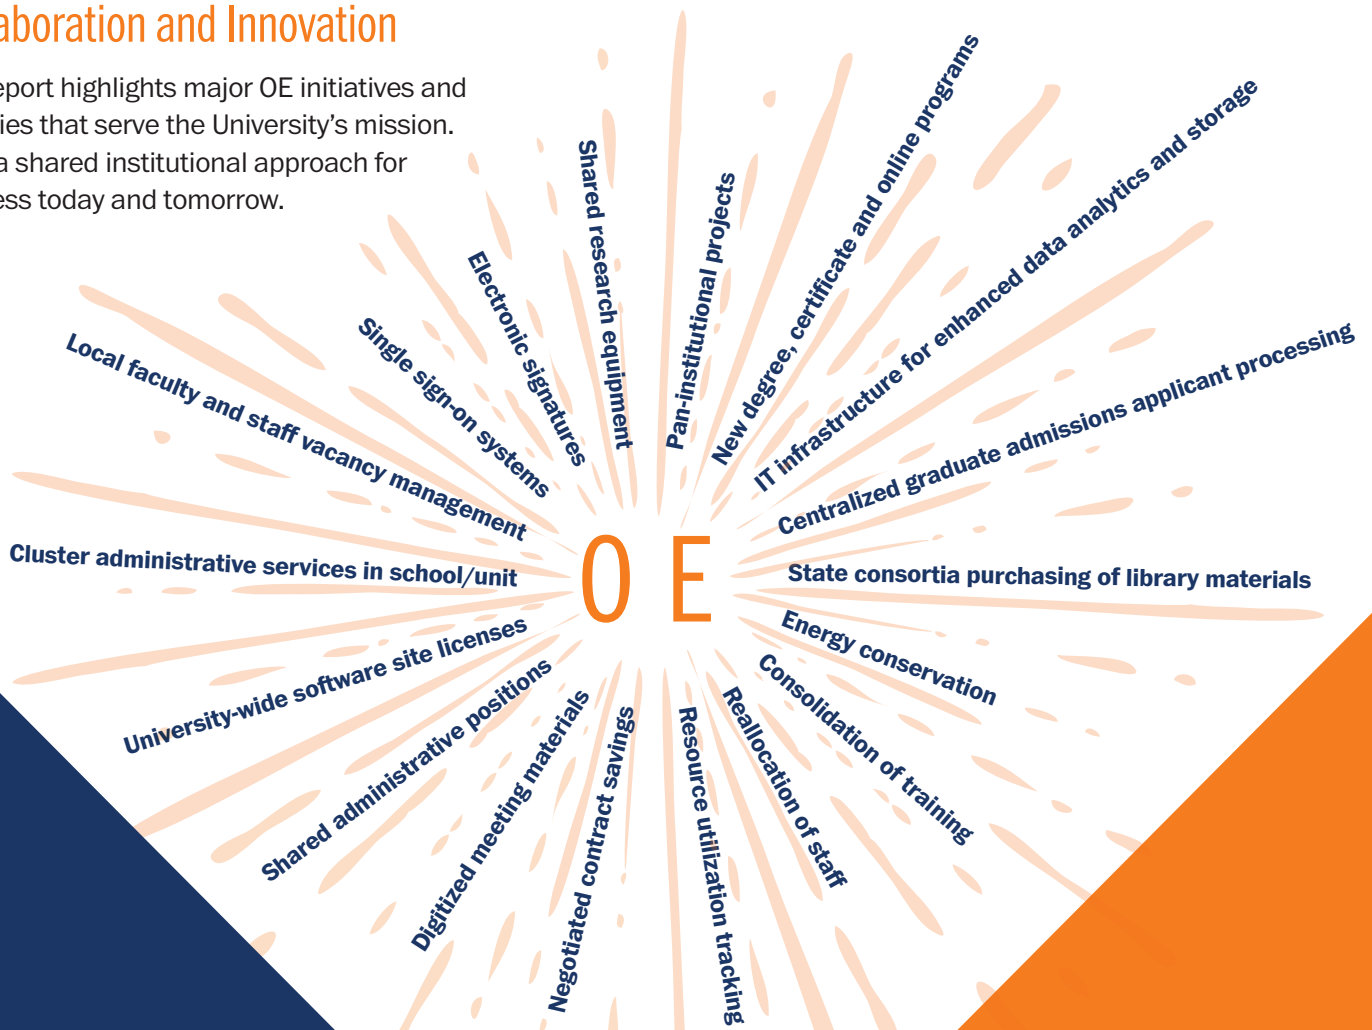 aboration and Innovation
eport highlights major OE initiatives and
ies that serve the University's mission.
a shared institutional approach for
ess today and tomorrow.
Shared research equipment
Pan-institutional projects
New degree, certificate and online programs
IT infrastructure for enhanced data analytics and storage
Centralized graduate admissions applicant processing
State consortia purchasing of library materials
Energy conservation
Consolidation of training
Reallocation of staff
Resource utilization tracking
Negotiated contract savings
Digitized meeting materials
Shared administrative positions
University-wide software site licenses
Cluster administrative services in school/unit
Local faculty and staff vacancy management
Single sign-on systems
Electronic signatures
O E